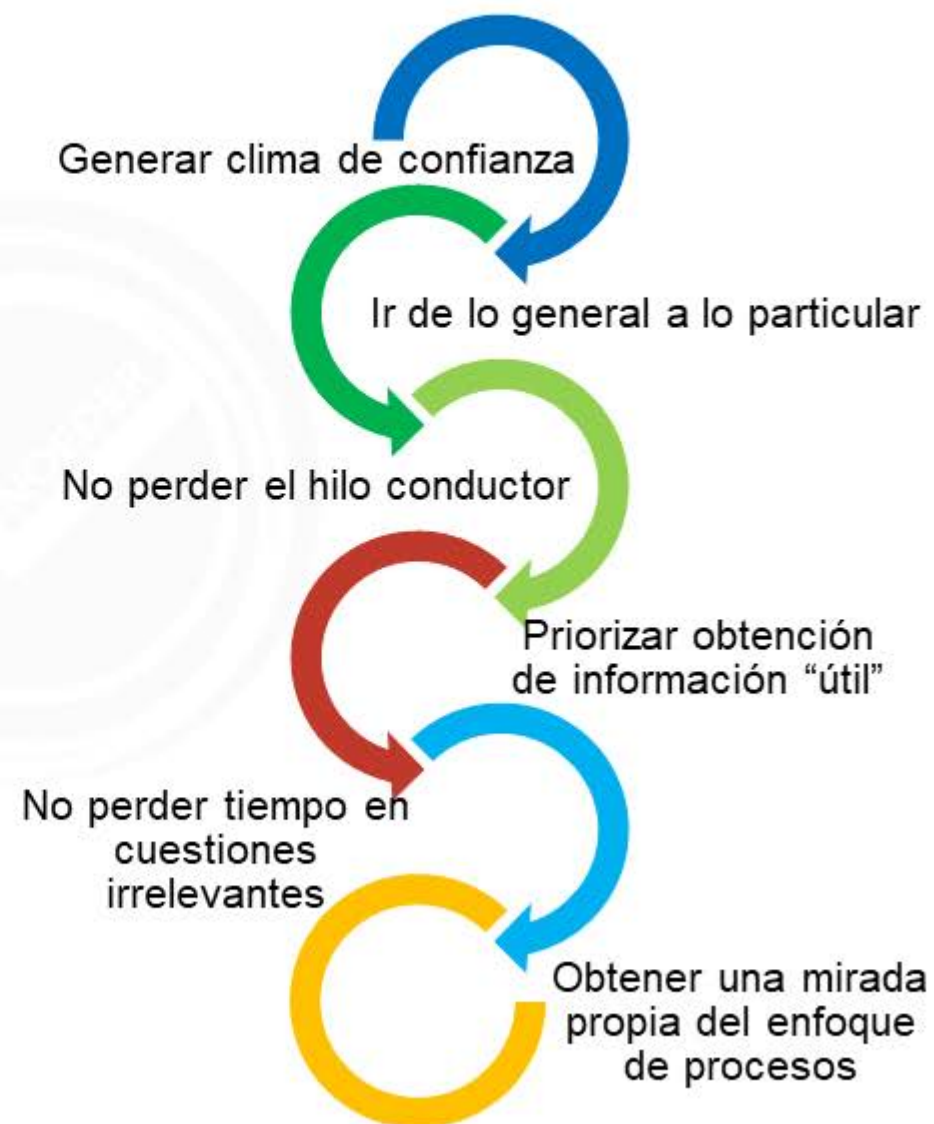 Generar clima de confianza
Ir de lo general a lo particular
No perder el hilo conductor
Priorizar obtención
de información “útil”
No perder tiempo en
cuestiones
irrelevantes
Obtener una mirada
propia del enfoque
de procesos